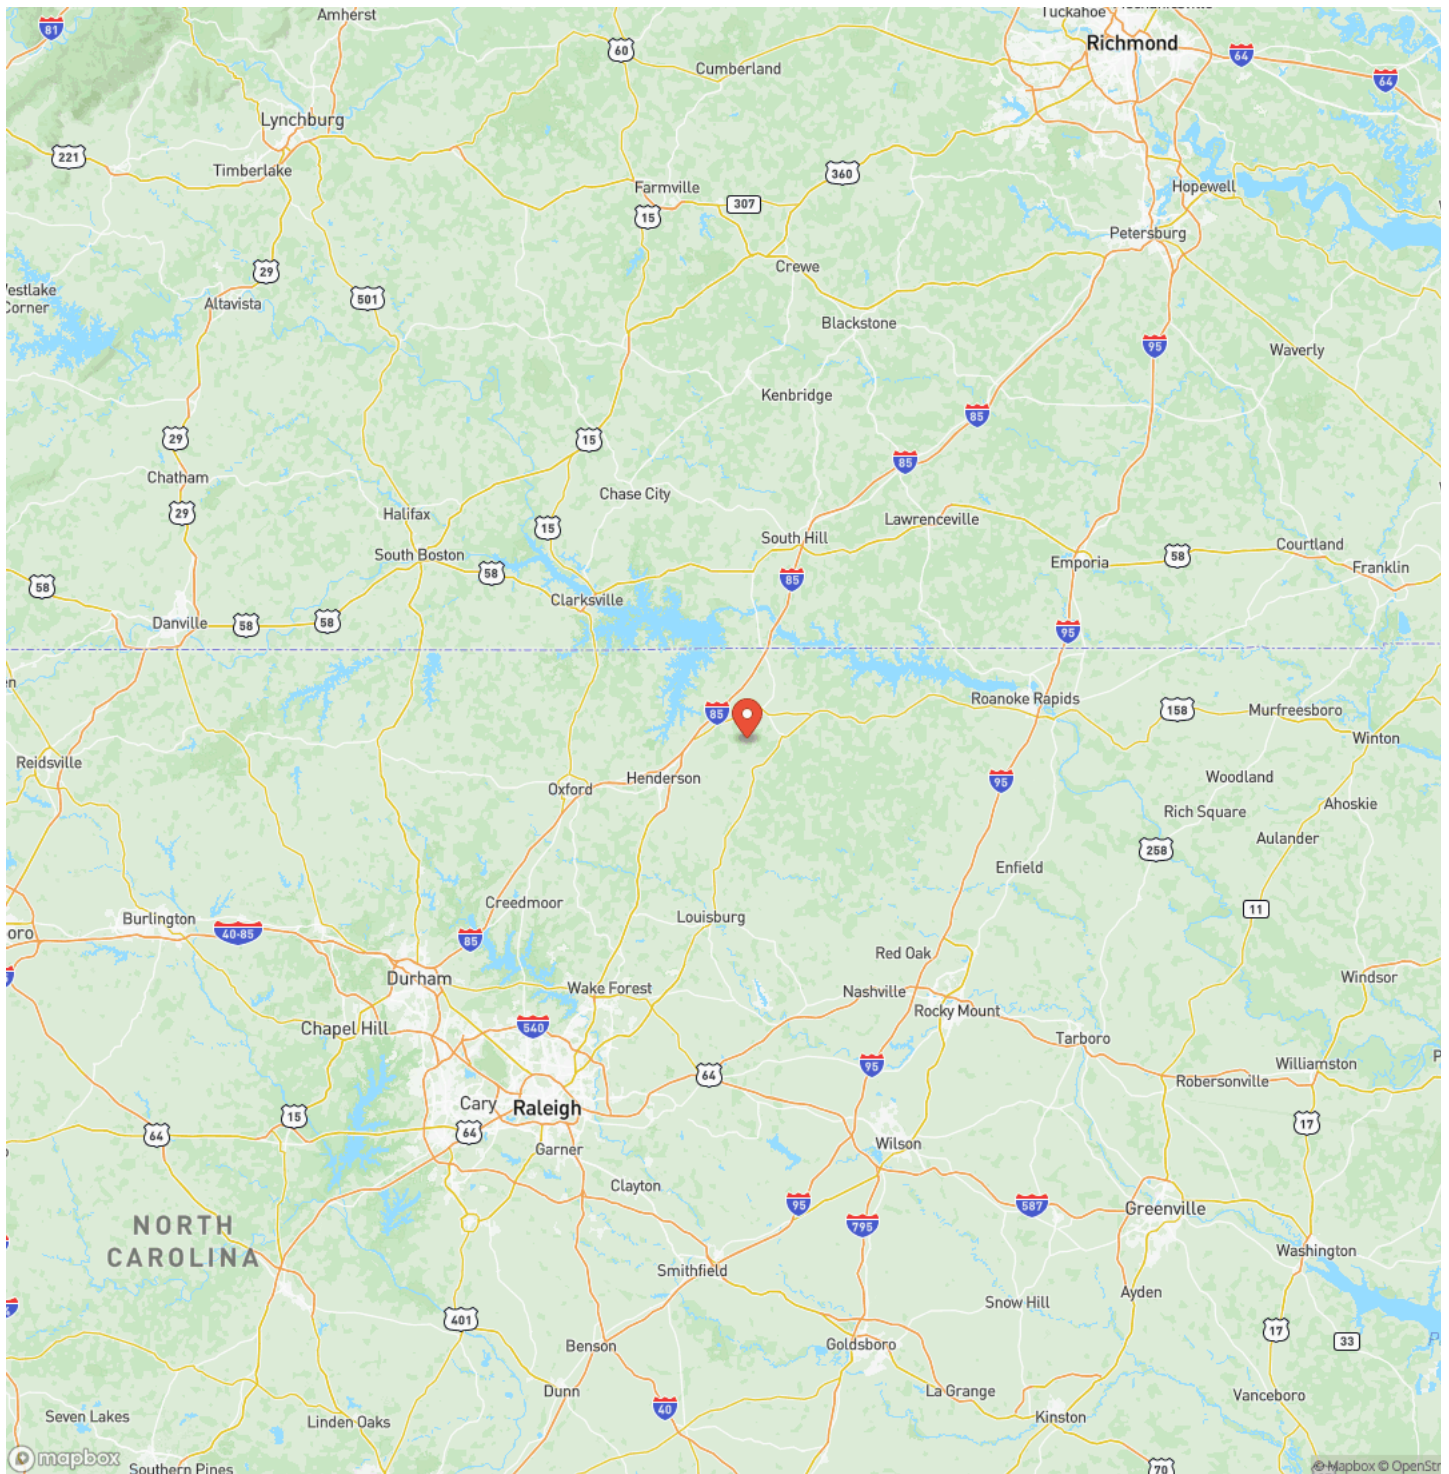 Amherst
81
60
Tuckahoe
Richmond
64
64
Cumberland
Lynchburg
221
Timberlake
360
Farmville
307
15
Hopewell
Petersburg
29
Crewe
Westlake
Corner
Altavista
501
Blackstone
95
Waverly
Kenbridge
85
29
15
85
Chatham
Chase City
29
Halifax
15
Lawrenceville
South Hill
Courtland
South Boston
58
58
Emporia
Franklin
58
85
58
Clarksville
Danville
58
58
95
Roanoke Rapids
158
Murfreesboro
85
Winton
Reidsville
Henderson
95
Woodland
Oxford
Ahoskie
Rich Square
Aulander
258
Enfield
Creedmoor
11
Burlington
Louisburg
40-85
85
Red Oak
Durham
Windsor
Wake Forest
Nashville
Rocky Mount
Chapel Hill
540
Tarboro
95
Williamston
64
Robersonville
Cary
Raleigh
15
64
64
17
Garner
Wilson
Clayton
95
587
Greenville
NORTH
CAROLINA
795
Washington
Smithfield
Ayden
Snow Hill
401
17
33
Benson
Goldsboro
Dunn
La Grange
Vanceboro
40
Seven Lakes
Linden Oaks
Kinston
mapbox
Southern Pines
70
© Mapbox © OpenStr